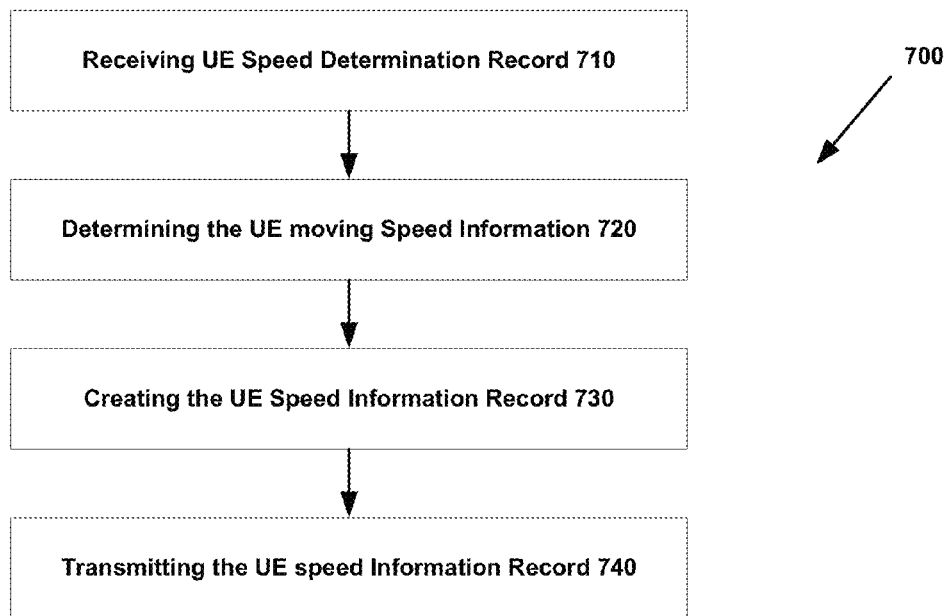 Receiving UE Speed Determination Record 710
700
Determining the UE moving Speed Information 720
Creating the UE Speed Information Record 730
Transmitting the UE speed Information Record 740